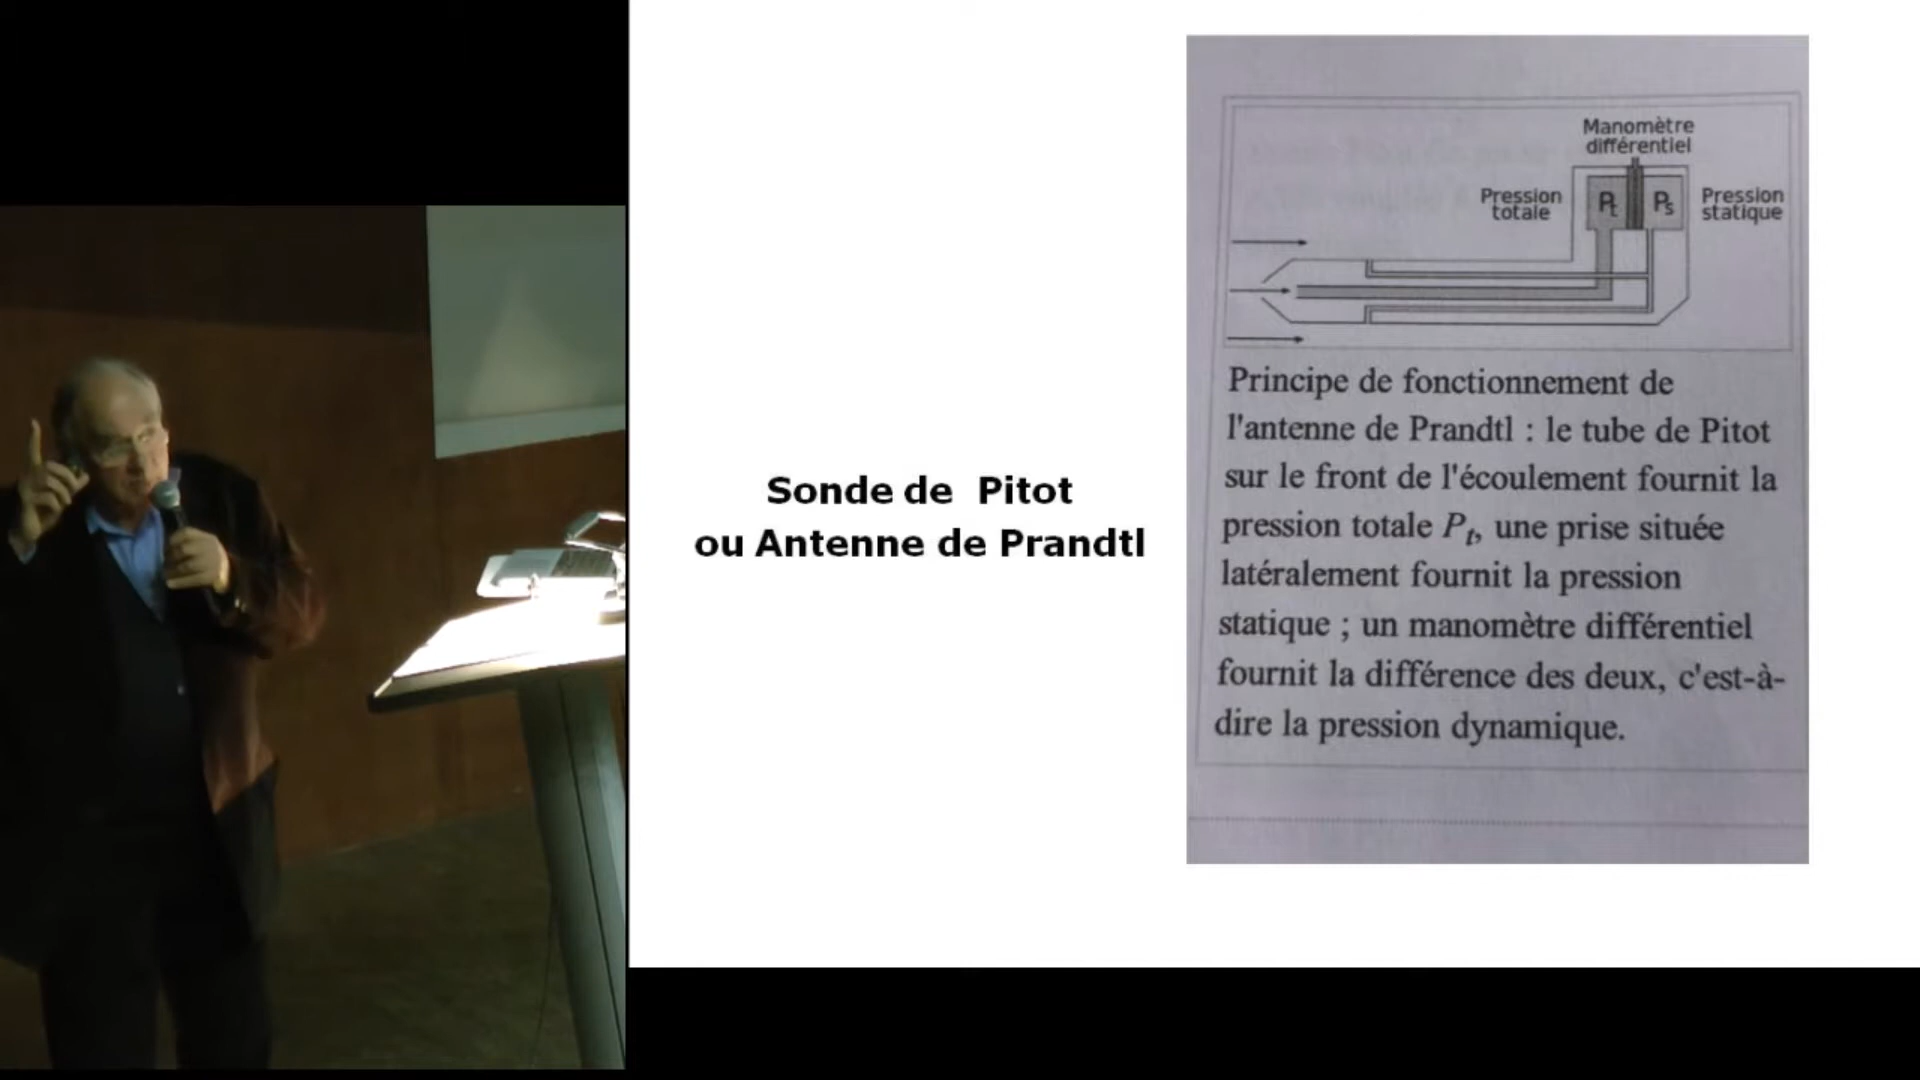 Sonde de Pitot
ou Antenne de Prandtl
Manomètre
différentiel
Pression
totale
Pt
Ps
Pression
statique
Principe de fonctionnement de
l'antenne de Prandtl : le tube de Pitot
sur le front de l'écoulement fournit la
pression totale Pt, une prise située
latéralement fournit la pression
statique ; un manomètre différentiel
fournit la différence des deux, c'est-à-
dire la pression dynamique.